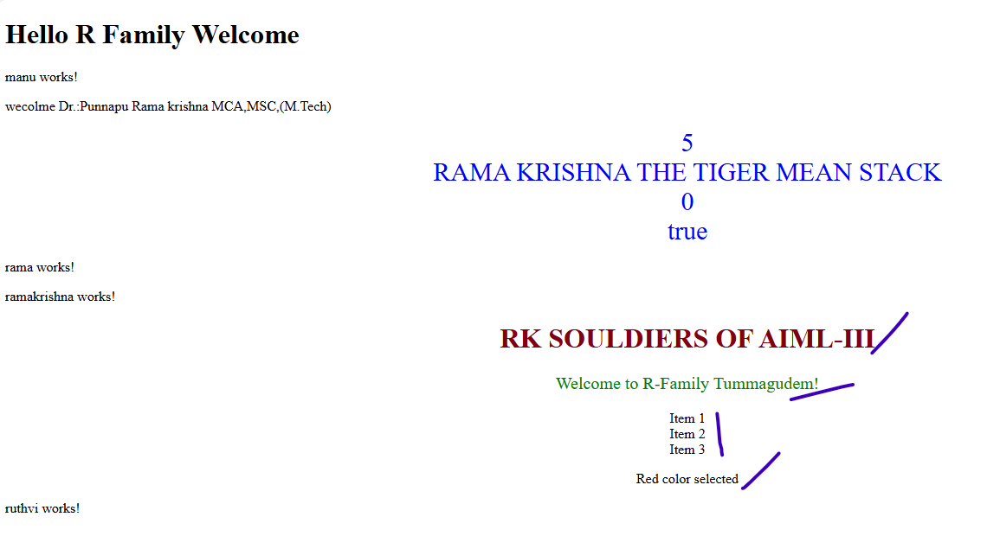 Hello R Family Welcome
manu works!
wecolme Dr.:Punnapu Rama krishna MCA,MSC,(M.Tech)
5
RAMA KRISHNA THE TIGER MEAN STACK
0
true
rama works!
ramakrishna works!
RK SOULDIERS OF AIML-III
Welcome to R-Family Tummagudem!
Item 1
Item 2
Item 3
Red color selected
ruthvi works!